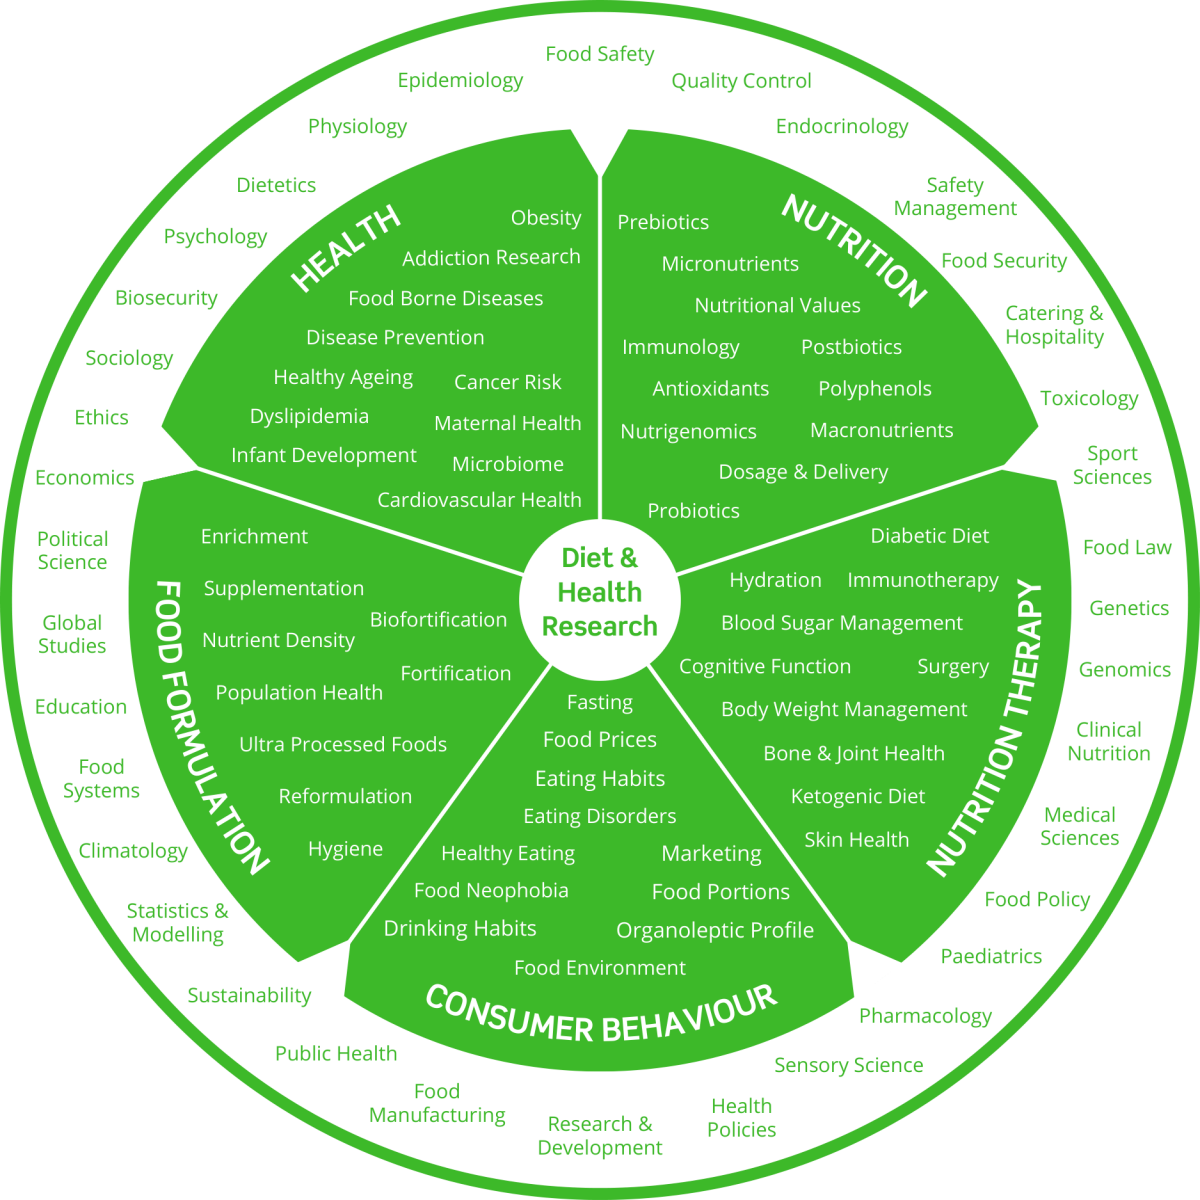 Food Safety
Quality Control
Endocrinology
Safety
Management
Food Security
Catering &
Hospitality
Toxicology
Sport
Sciences
Food Law
Genetics
Genomics
Clinical
Nutrition
Medical
Sciences
Food Policy
Paediatrics
Pharmacology
Sensory Science
Health
Policies
Research &
Development
Food
Manufacturing
Public Health
Sustainability
Statistics &
Modelling
Climatology
Food
Systems
Education
Global
Studies
Political
Science
Economics
Ethics
Sociology
Biosecurity
Psychology
Dietetics
Physiology
Epidemiology
HEALTH
Obesity
Addiction Research
Food Borne Diseases
Disease Prevention
Healthy Ageing
Cancer Risk
Dyslipidemia
Maternal Health
Infant Development
Microbiome
Cardiovascular Health
NUTRITION
Prebiotics
Micronutrients
Nutritional Values
Immunology
Postbiotics
Antioxidants
Polyphenols
Nutrigenomics
Macronutrients
Dosage & Delivery
Probiotics
NUTRITION THERAPY
Diabetic Diet
Hydration
Immunotherapy
Blood Sugar Management
Cognitive Function
Surgery
Body Weight Management
Bone & Joint Health
Ketogenic Diet
Skin Health
CONSUMER BEHAVIOUR
Fasting
Food Prices
Eating Habits
Eating Disorders
Healthy Eating
Marketing
Food Neophobia
Food Portions
Drinking Habits
Organoleptic Profile
Food Environment
FOOD FORMULATION
Enrichment
Supplementation
Biofortification
Nutrient Density
Fortification
Population Health
Ultra Processed Foods
Reformulation
Hygiene
Diet &
Health
Research